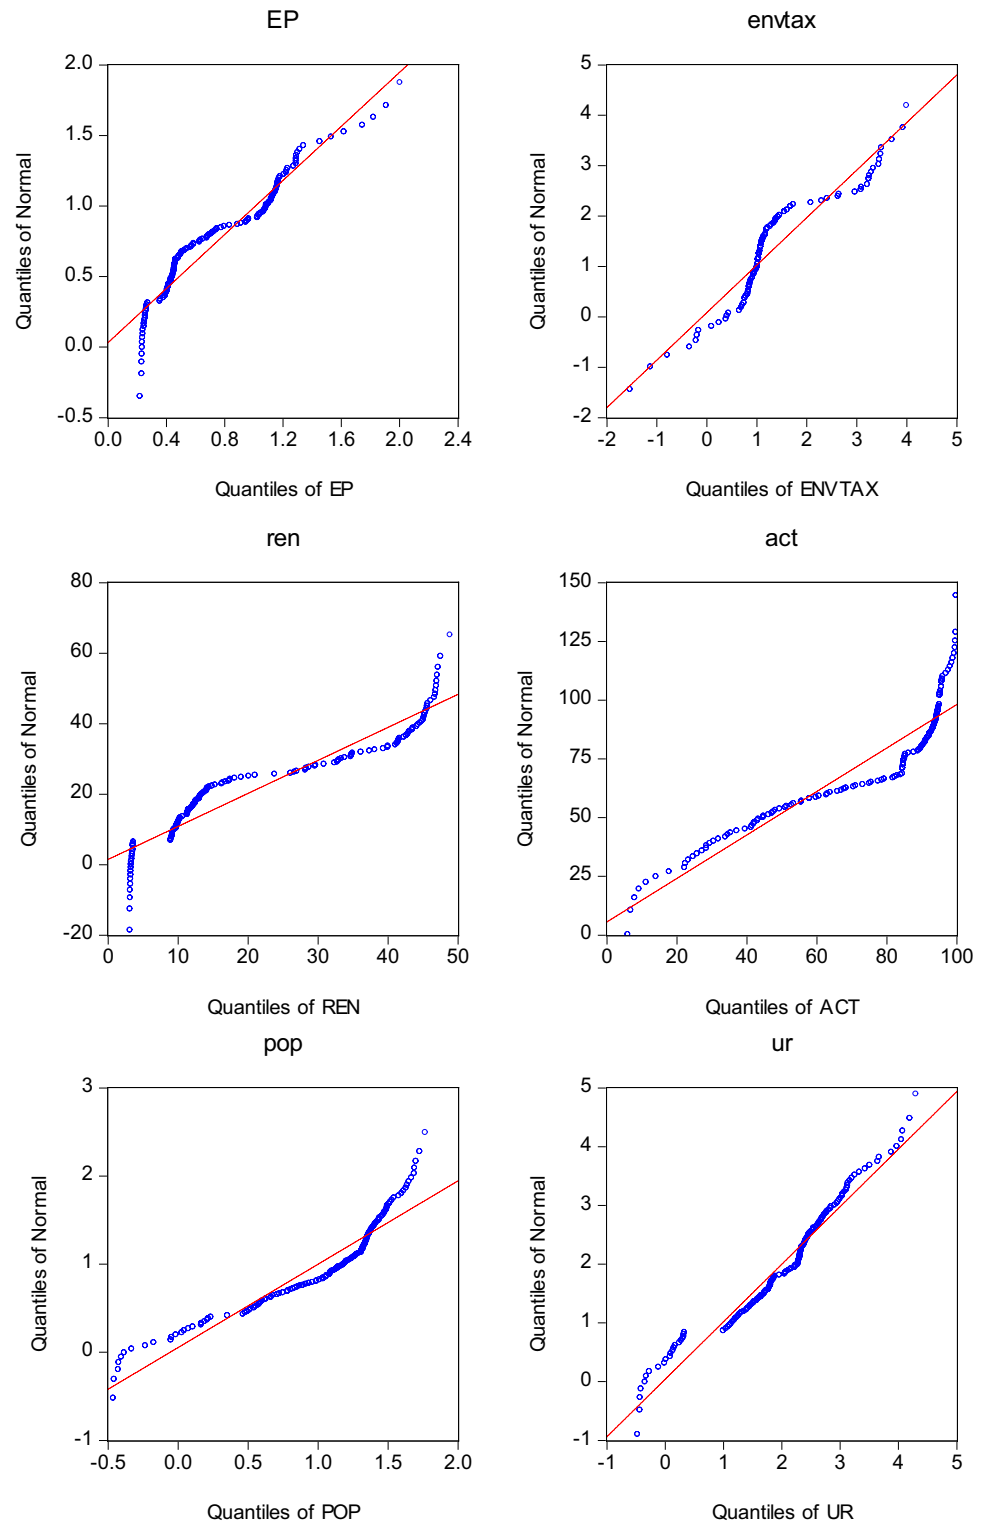 EP
2.0
1.5
1.0
0.5
0.0
-0.5
0.0 0.4 0.8 1.2 1.6 2.0 2.4
Quantiles of Normal
Quantiles of EP
envtax
5
4
3
2
1
0
-1
-2
-2 -1 0 1 2 3 4 5
Quantiles of Normal
Quantiles of ENVTAX
ren
80
60
40
20
0
-20
0 10 20 30 40 50
Quantiles of Normal
Quantiles of REN
act
150
125
100
75
50
25
0
0 20 40 60 80 100
Quantiles of Normal
Quantiles of ACT
pop
3
2
1
0
-1
-0.5 0.0 0.5 1.0 1.5 2.0
Quantiles of Normal
Quantiles of POP
ur
5
4
3
2
1
0
-1
-1 0 1 2 3 4 5
Quantiles of Normal
Quantiles of UR